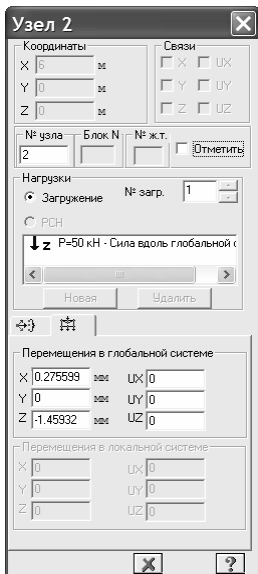 Узел 2
Координаты Связи
X 6 м X UX
Y 0 м Y UY
Z 0 м Z UZ
№ узла Блок N № ж.т.
2 Отметить
Нагрузки
Загружение № загр. 1
РСН
z P=50 кН - Сила вдоль глобальной
Новая Удалить
Перемещения в глобальной системе
X 0.275599 мм UX 0
Y 0 мм UY 0
Z -1.45932 мм UZ 0
Перемещения в локальной системе
X 0 UX 0
Y 0 UY 0
Z 0 UZ 0
?